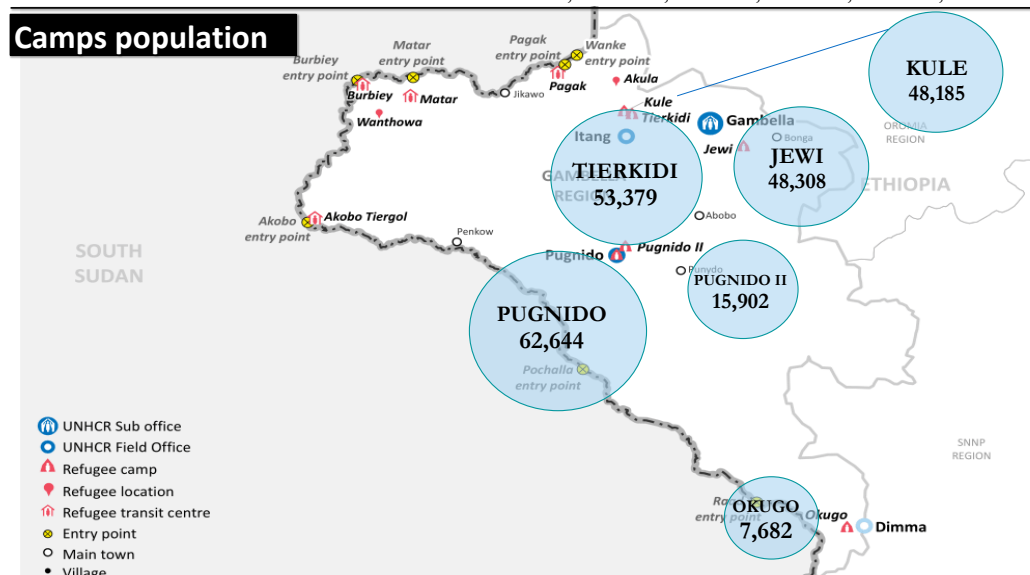 Camps population
Burbiey
entry point
Matar
entry point
Pagak
entry point
Wanke
entry point
Burbiey
Matar
Wanthowa
Jikawo
Pagak
Akula
Kule
Tierkidi
Itang
Gambella
Jewi
Bonga
KULE
48,185
OROMIA
REGION
TIERKIDI
53,379
GAMBELLA
REGION
JEWI
48,308
ETHIOPIA
Akobo
entry point
Akobo Tiergol
Penkow
Abobo
SOUTH
SUDAN
Pugnido
Pugnido II
Punydo
PUGNIDO II
15,902
PUGNIDO
62,644
Pochalla
entry point
UNHCR Sub office
UNHCR Field Office
Refugee camp
Refugee location
Refugee transit centre
Entry point
Main town
Village
SNNP
REGION
entry point
OKUGO
7,682
Okugo
Dimma